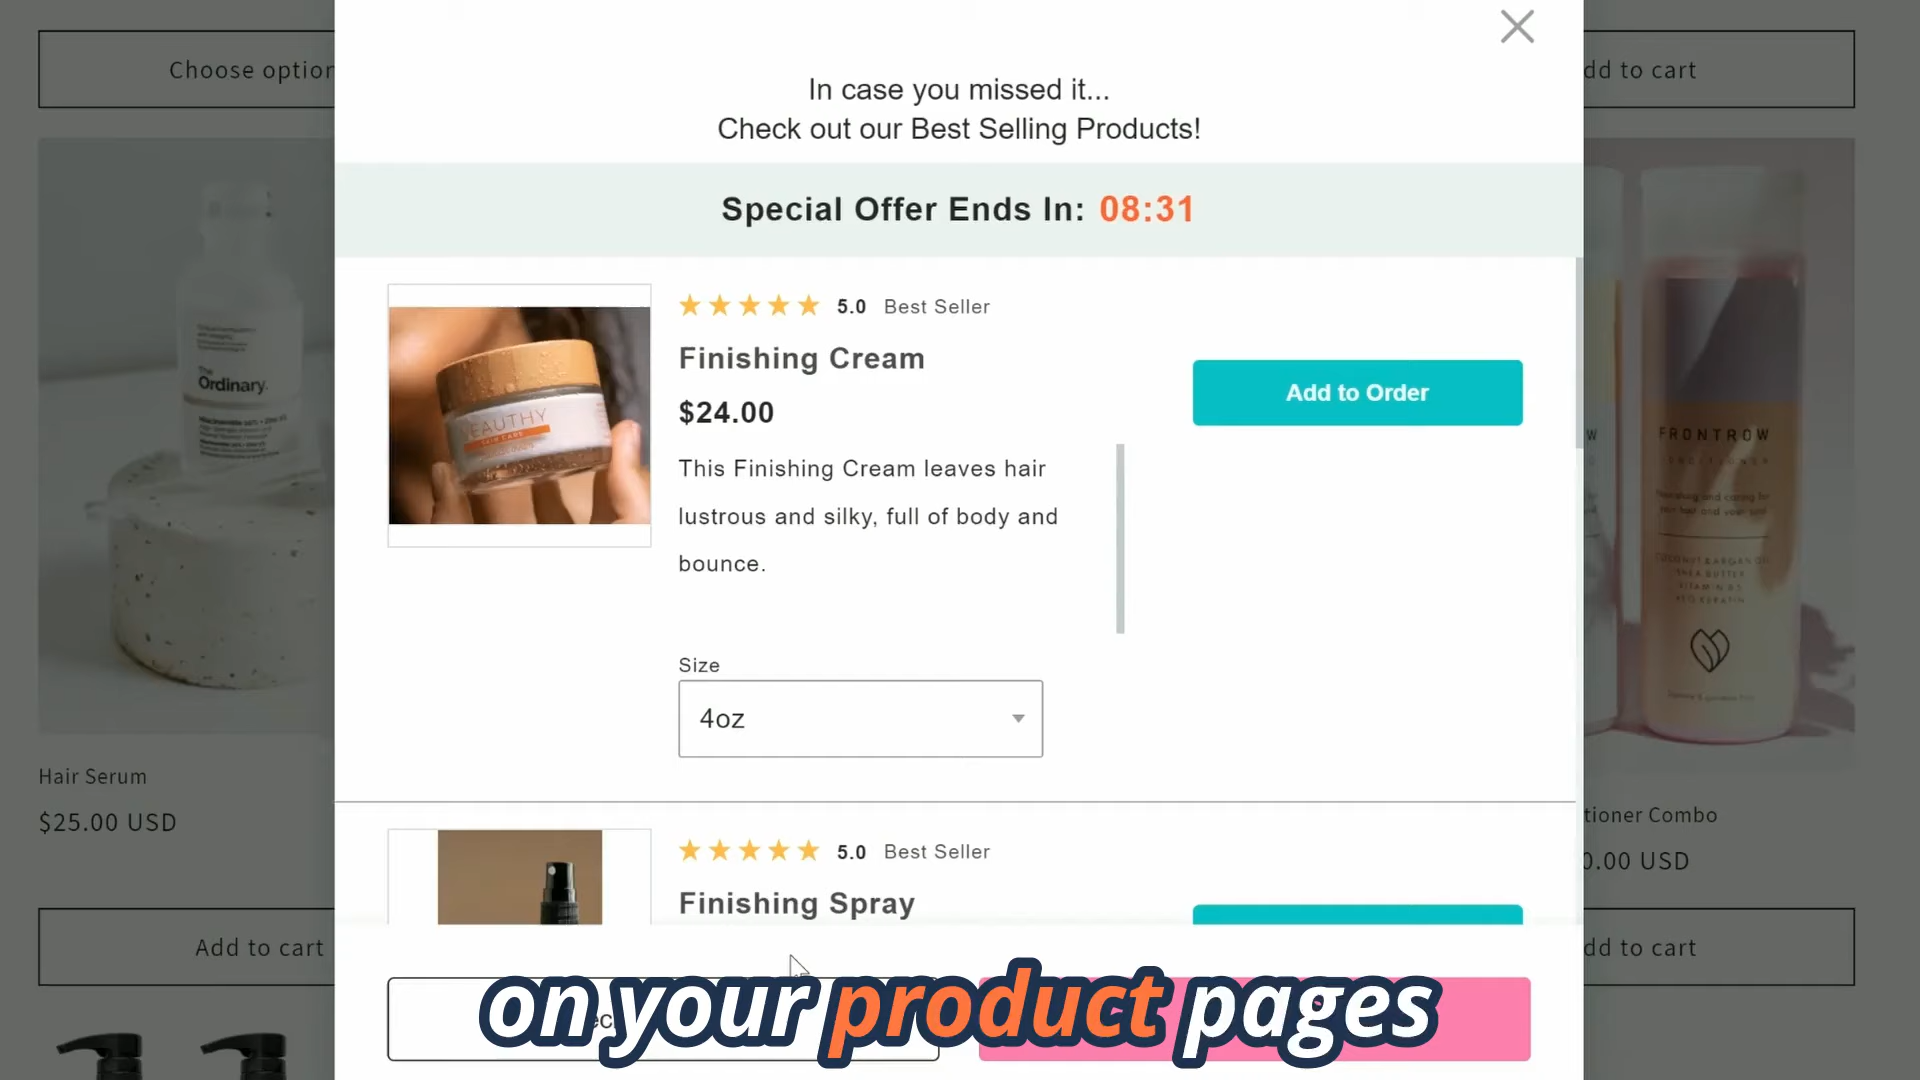 Choose option
dd to cart
In case you missed it...
Check out our Best Selling Products!
Special Offer Ends In: 08:31
5.0 Best Seller
Finishing Cream
$24.00
Add to Order
This Finishing Cream leaves hair
lustrous and silky, full of body and
bounce.
Size
4oz
The
Ordinary.
FRONTROW
Hair Serum
$25.00 USD
tioner Combo
0.00 USD
5.0 Best Seller
Finishing Spray
Add to cart
dd to cart
on your product pages